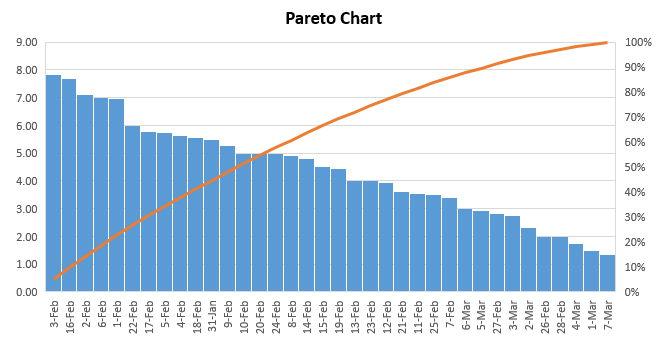 Pareto Chart
9.00
8.00
7.00
6.00
5.00
4.00
3.00
2.00
1.00
0.00
100%
90%
80%
70%
60%
50%
40%
30%
20%
10%
0%
3-Feb
16-Feb
2-Feb
6-Feb
1-Feb
22-Feb
17-Feb
5-Feb
4-Feb
18-Feb
31-Jan
9-Feb
10-Feb
20-Feb
24-Feb
8-Feb
14-Feb
15-Feb
19-Feb
13-Feb
23-Feb
12-Feb
21-Feb
11-Feb
25-Feb
7-Feb
6-Mar
5-Mar
27-Feb
3-Mar
2-Mar
26-Feb
28-Feb
4-Mar
1-Mar
7-Mar